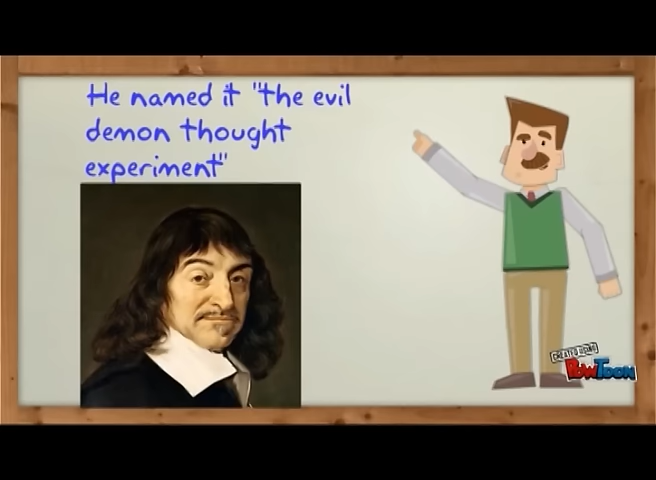 He named it "the evil
demon thought
experiment"
CREATED USING
PowToon